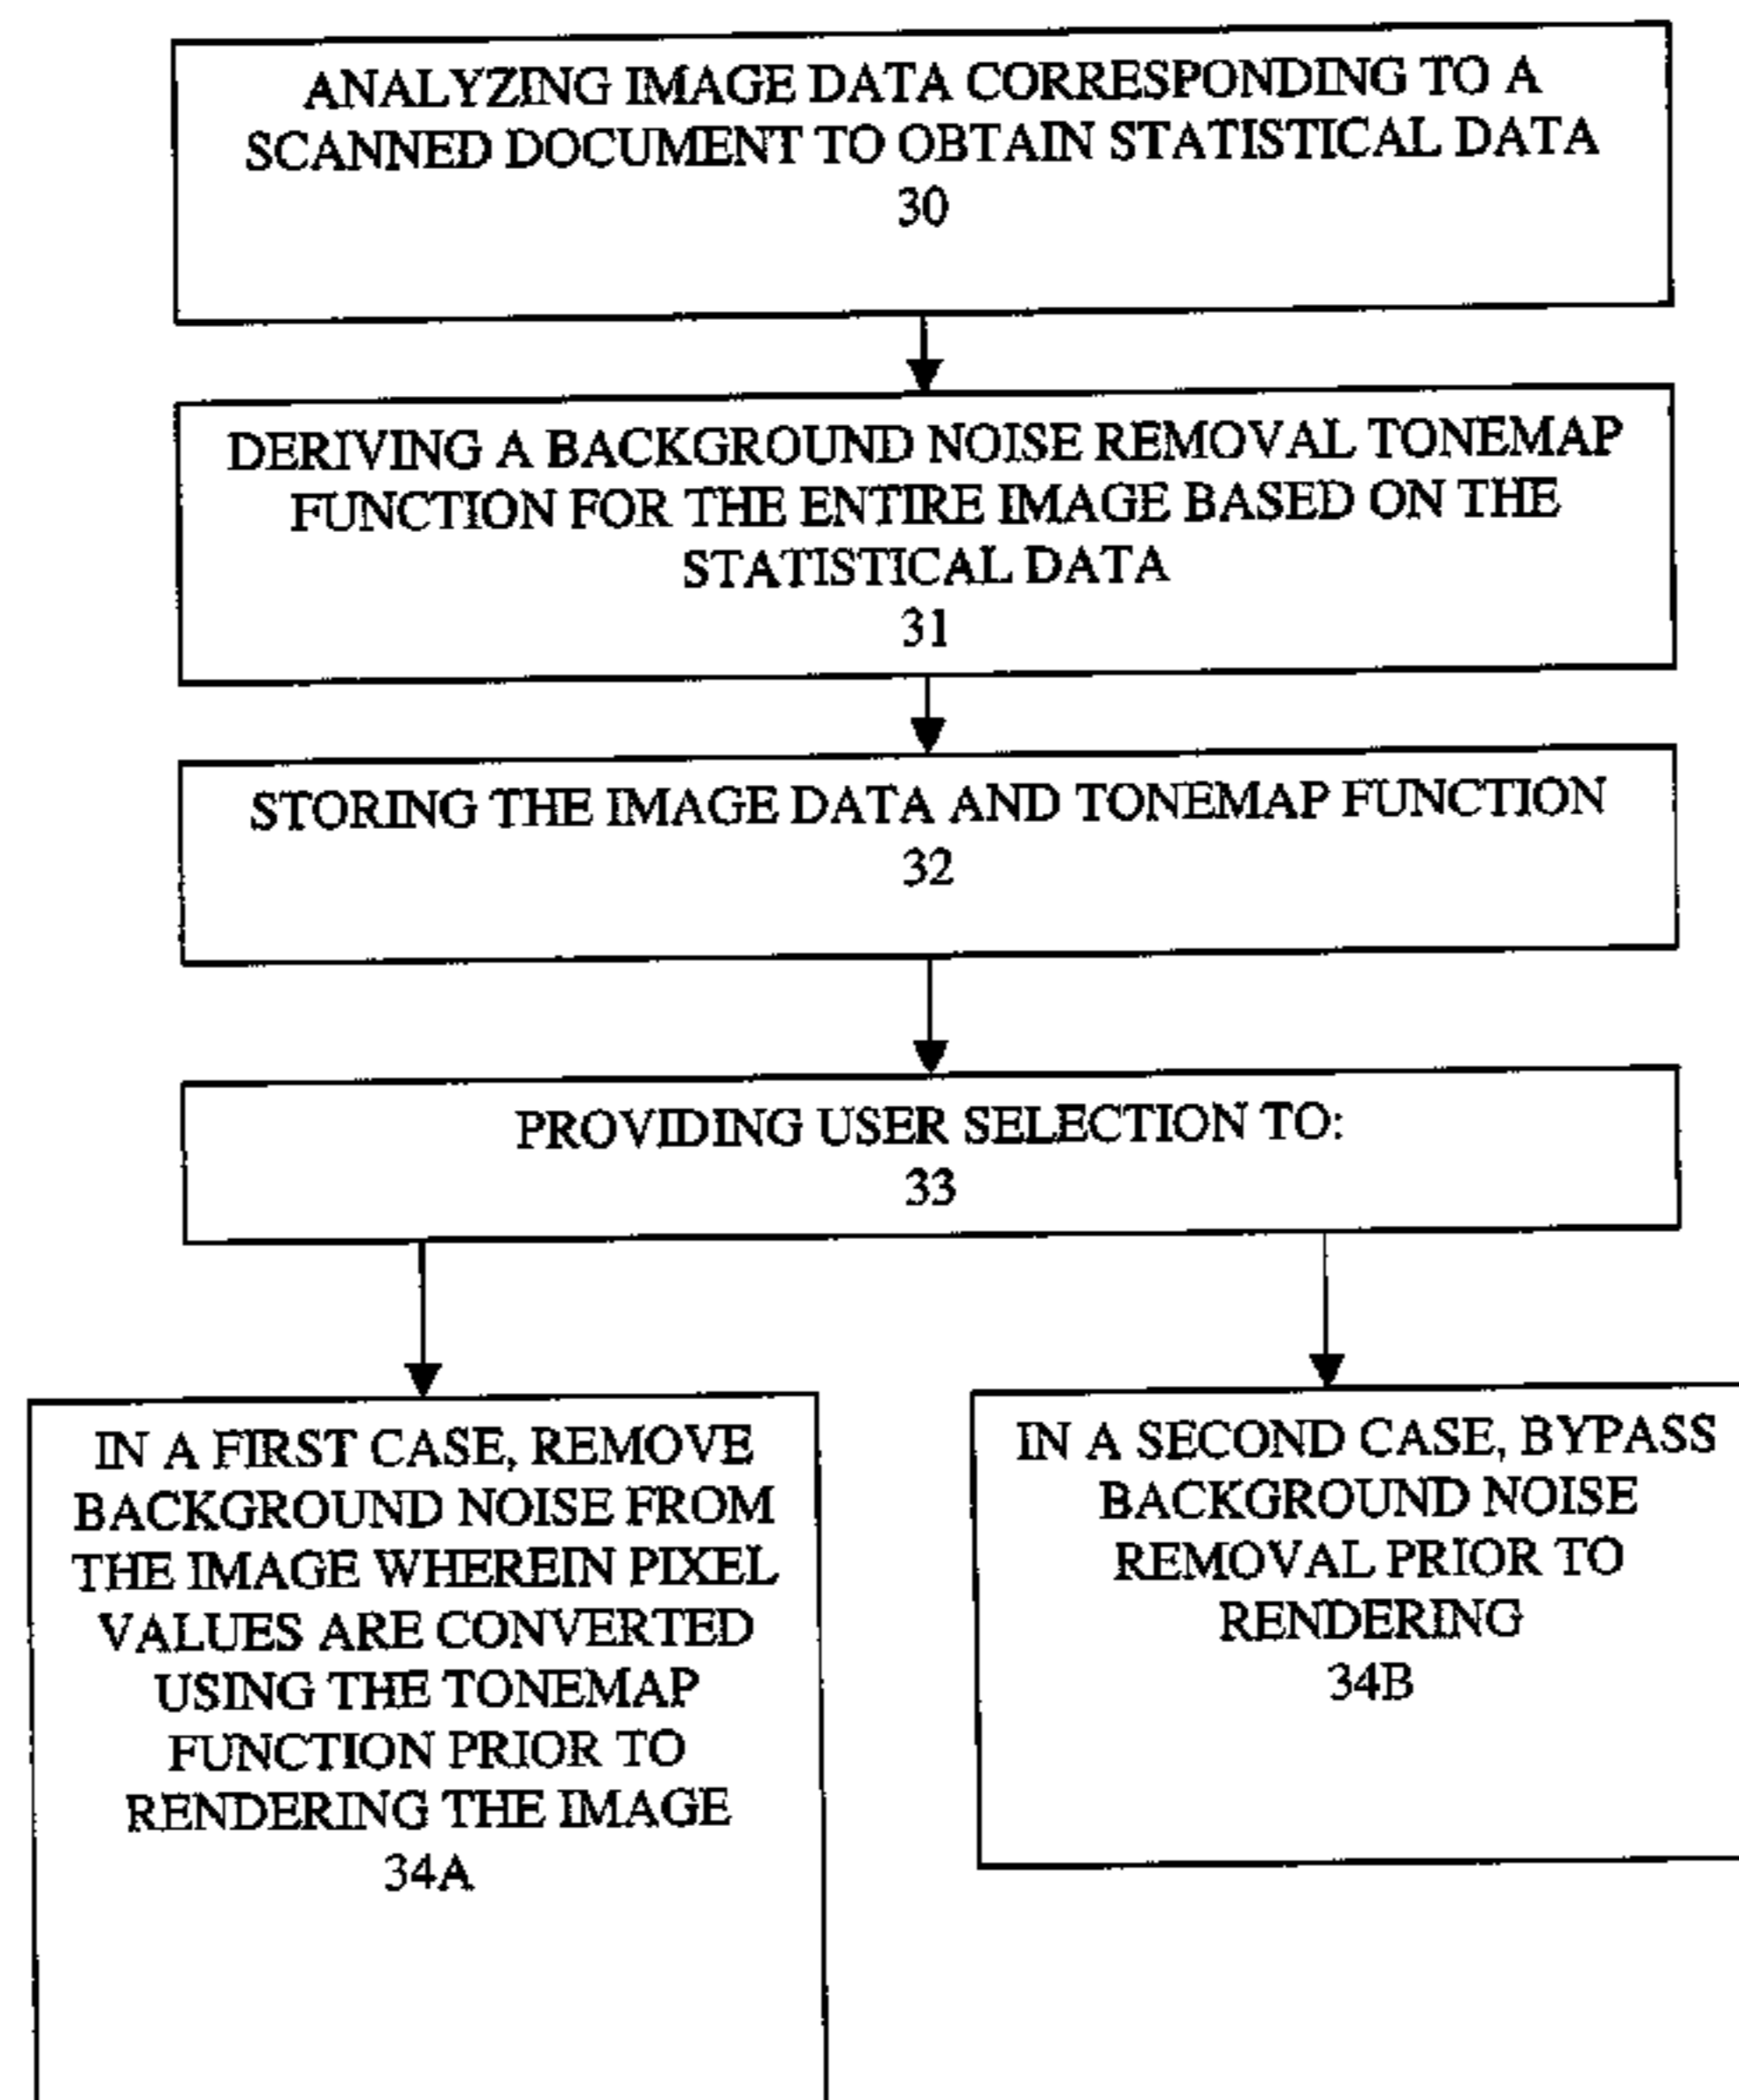 ANALYZING IMAGE DATA CORRESPONDING TO A
SCANNED DOCUMENT TO OBTAIN STATISTICAL DATA
30
DERIVING A BACKGROUND NOISE REMOVAL TONEMAP
FUNCTION FOR THE ENTIRE IMAGE BASED ON THE
STATISTICAL DATA
31
STORING THE IMAGE DATA AND TONEMAP FUNCTION
32
PROVIDING USER SELECTION TO:
33
IN A FIRST CASE, REMOVE
BACKGROUND NOISE FROM
THE IMAGE WHEREIN PIXEL
VALUES ARE CONVERTED
USING THE TONEMAP
FUNCTION PRIOR TO
RENDERING THE IMAGE
34A
IN A SECOND CASE, BYPASS
BACKGROUND NOISE
REMOVAL PRIOR TO
RENDERING
34B